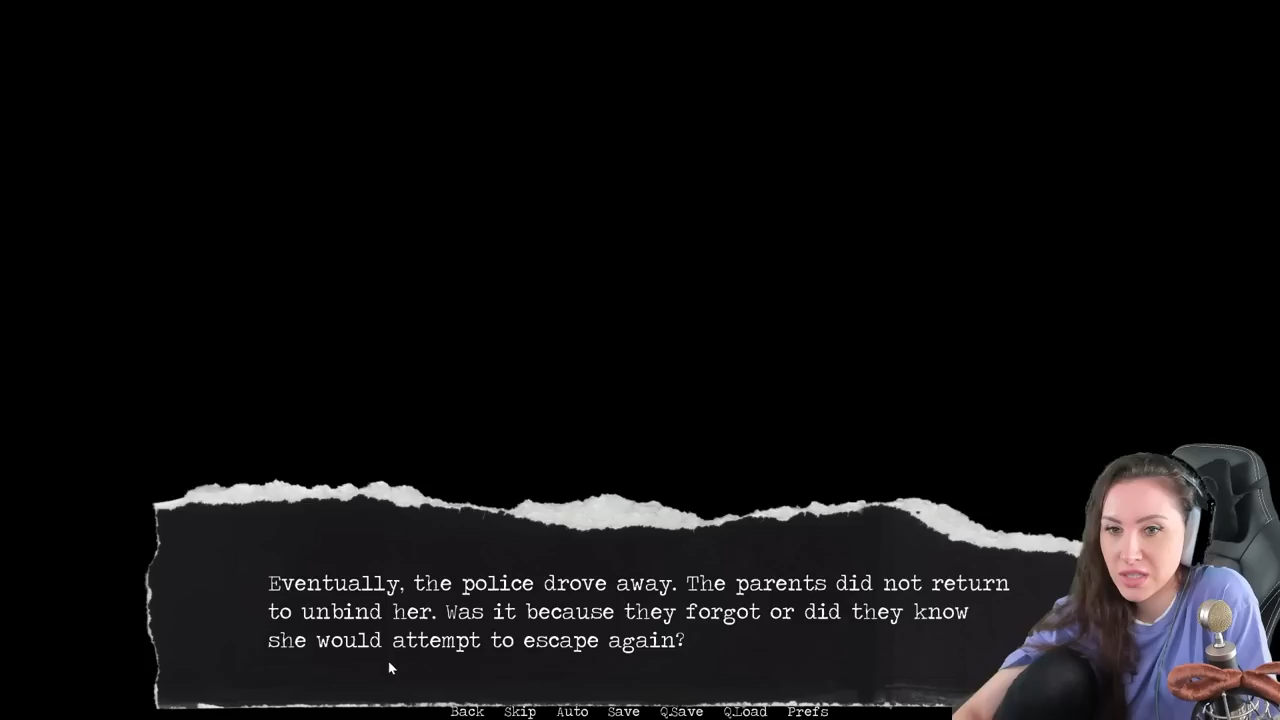 Eventually, the police drove away. The parents did not return
to unbind her. Was it because they forgot or did they know
she would attempt to escape again?
Back Skip Auto Save Q.Save Q.Load Prefs